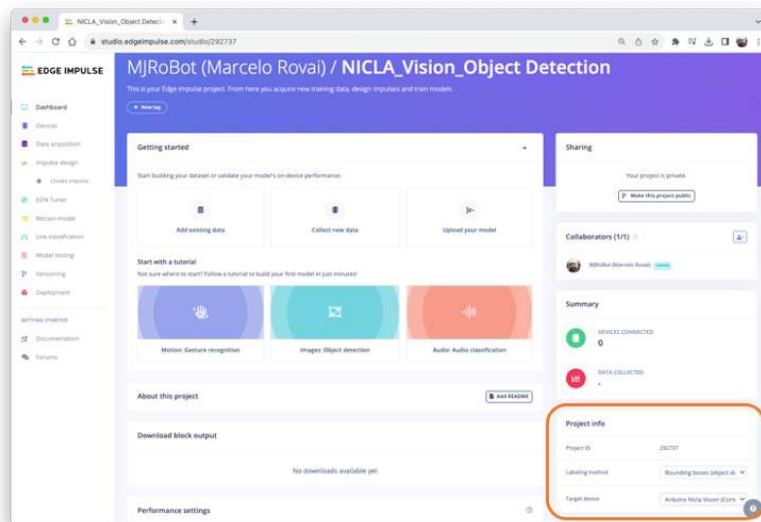 NICLA_Vision_Object Detecti
studio.edgeimpulse.com/studio/292737
EDGE IMPULSE
Dashboard
Devices
Data acquisition
Impulse design
Create impulse
EON Tuner
Retrain model
Live classification
Model testing
Versioning
Deployment
GETTING STARTED
Documentation
Forums
MJRoBot (Marcelo Rovai) / NICLA_Vision_Object Detection
This is your Edge Impulse project. From here you acquire new training data, design impulses and train models.
+ New tag
Getting started
Start building your dataset or validate your model's on-device performance.
Add existing data
Collect new data
Upload your model
Start with a tutorial
Not sure where to start? Follow a tutorial to build your first model in just minutes!
Motion: Gesture recognition
Images: Object detection
Audio: Audio classification
About this project
Add README
Download block output
No downloads available yet
Performance settings
Sharing
Your project is private.
Make this project public
Collaborators (1/1)
MJRoBot (Marcelo Rovai)
Summary
DEVICES CONNECTED
0
DATA COLLECTED
-
Project info
Project ID
292737
Labeling method
Bounding boxes (object de
Target device
Arduino Nicla Vision (Cort